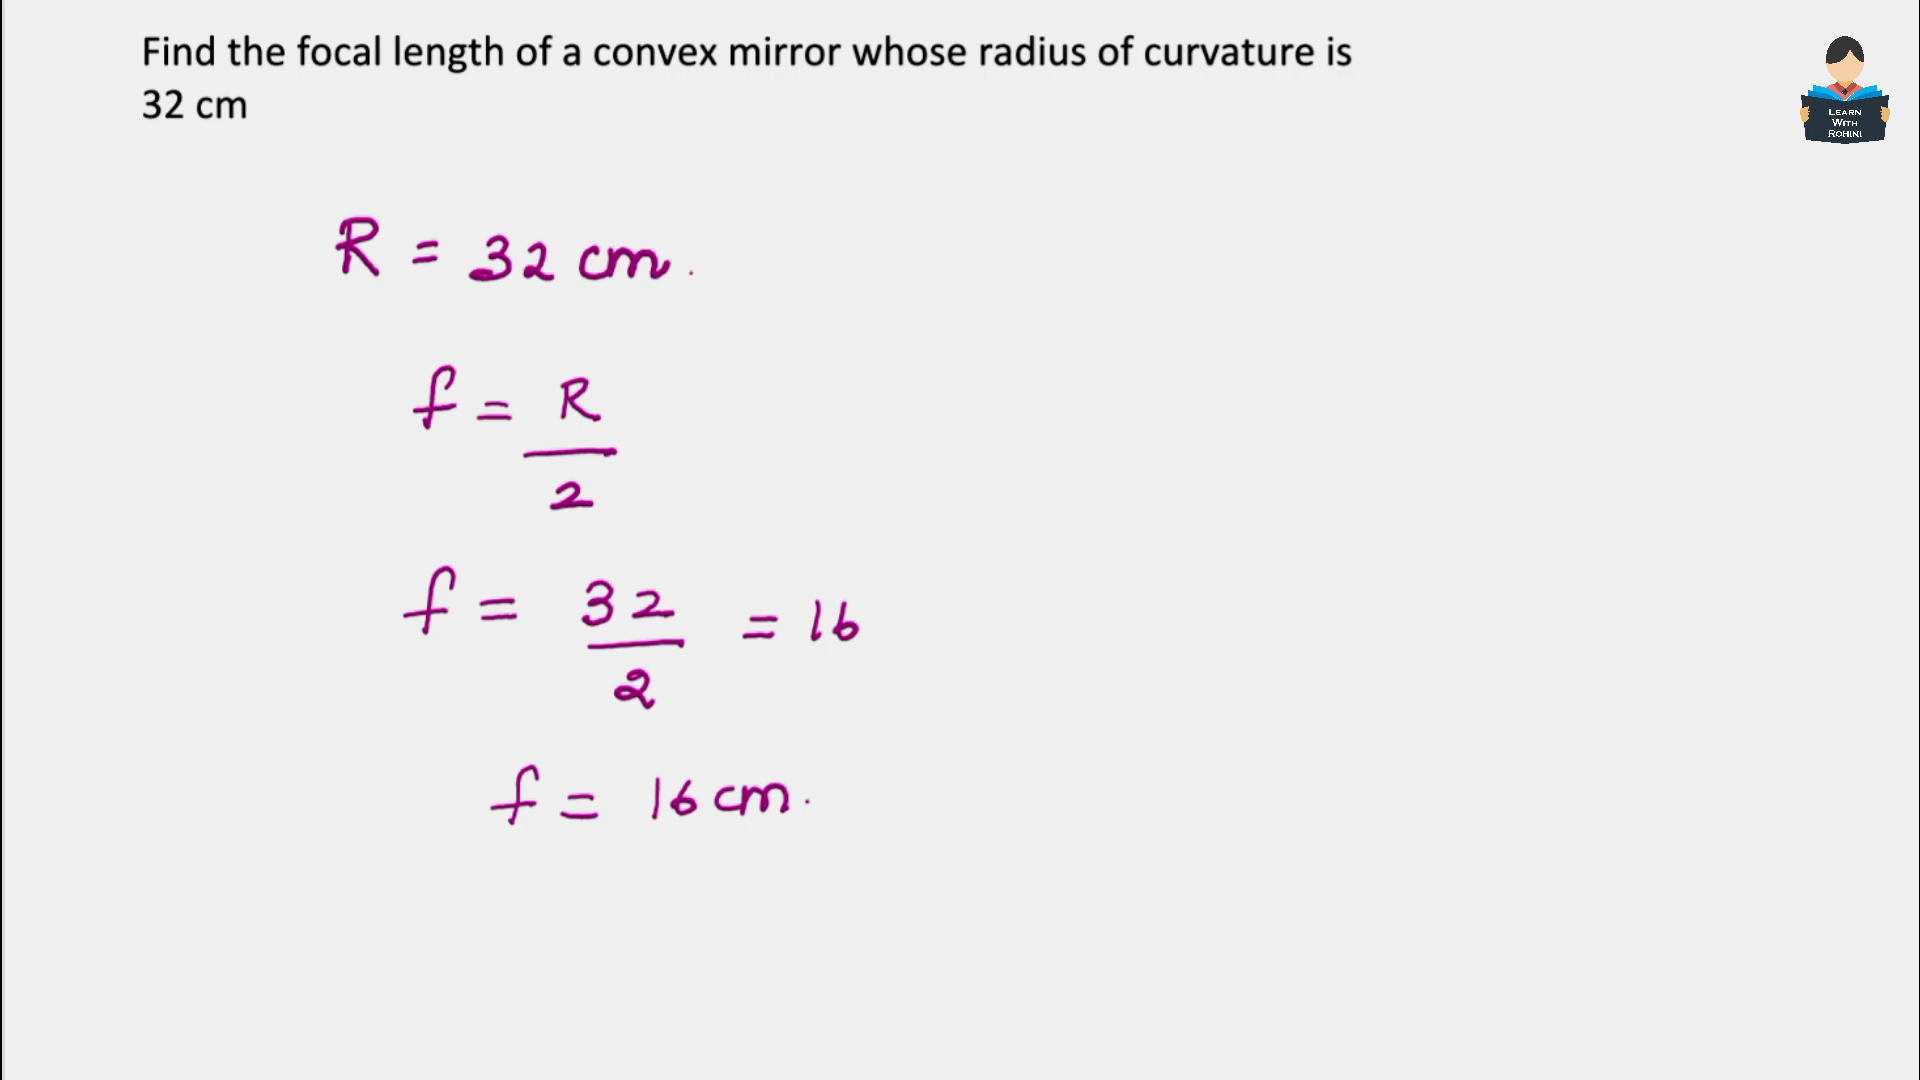 Find the focal length of a convex mirror whose radius of curvature is
32 cm
LEARN
WITH
ROHINI
R = 32 cm.
f = R
2
f = 32 = 16
2
f = 16 cm.